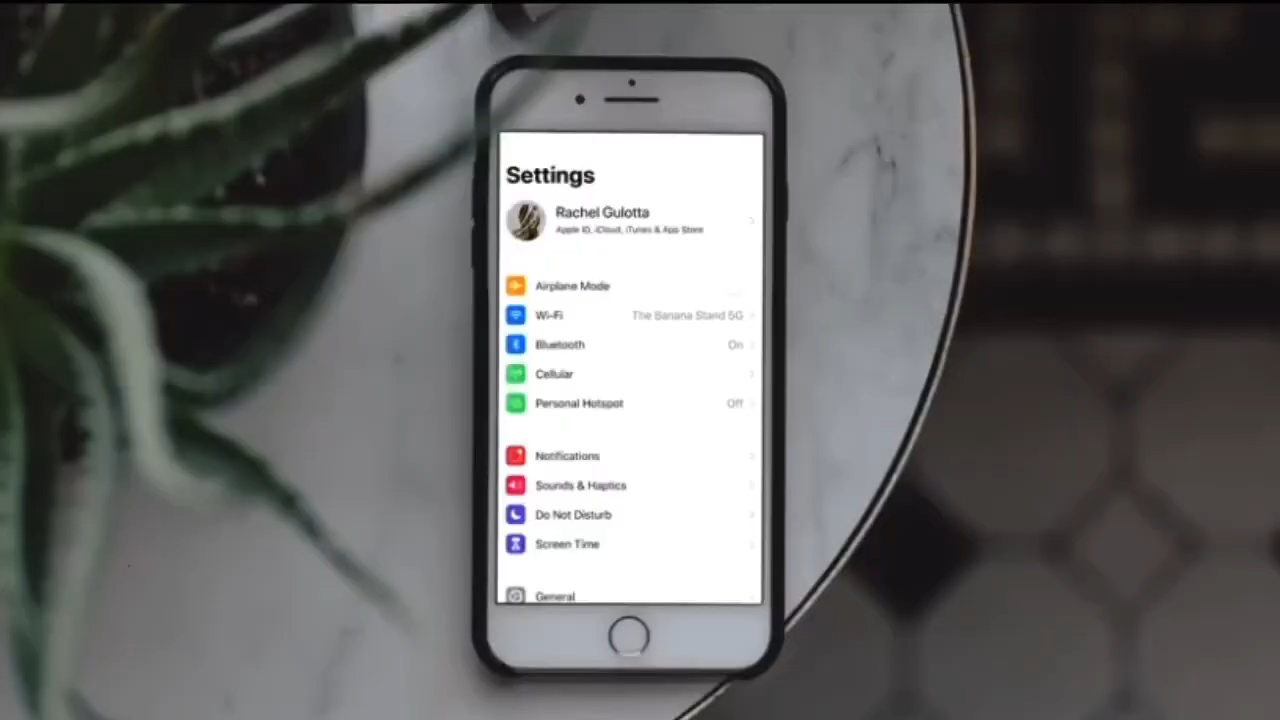 Settings
Rachel Gulotta
Apple ID, iCloud, iTunes & App Store
Airplane Mode
Wi-Fi The Banana Stand 5G
Bluetooth On
Cellular
Personal Hotspot Off
Notifications
Sounds & Haptics
Do Not Disturb
Screen Time
General